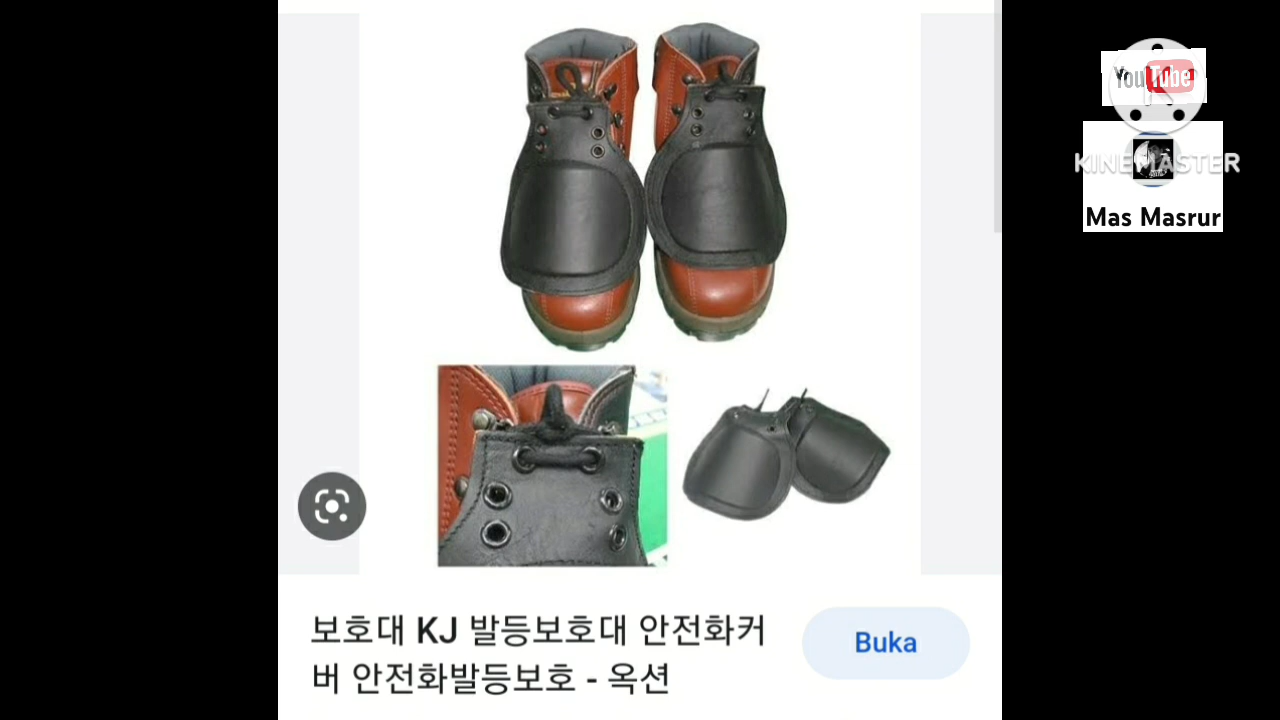 YouTube
KINEMASTER
Mas Masrur
보호대 KJ 발등보호대 안전화커
버 안전화발등보호 - 옥션
Buka